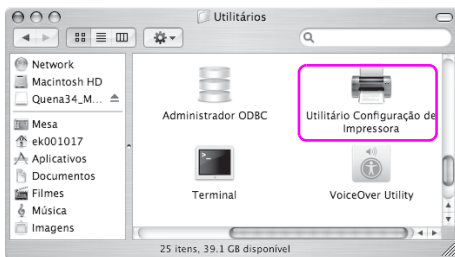 Utilitários
Network
Macintosh HD
Quena34_M...
Mesa
ek001017
Aplicativos
Documentos
Filmes
Música
Imagens
Administrador ODBC
Utilitário Configuração de
Impressora
Terminal
VoiceOver Utility
25 itens, 39.1 GB disponível